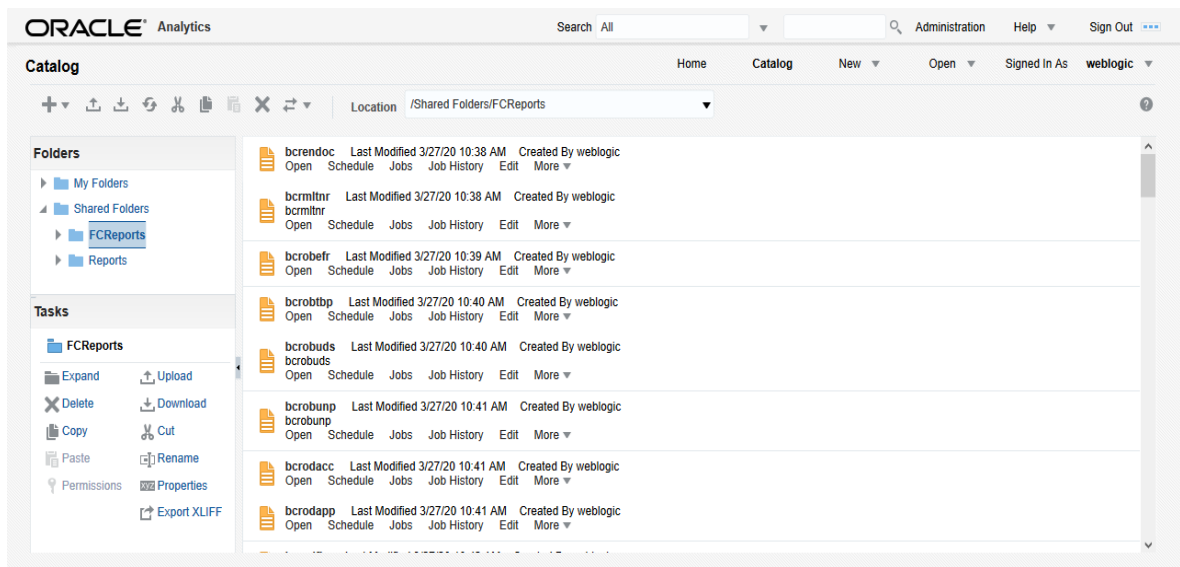 ORACLE Analytics Search All Administration Help Sign Out
Catalog Home Catalog New Open Signed In As weblogic
Location /Shared Folders/FCReports
Folders
My Folders
Shared Folders
FCReports
Reports
Tasks
FCReports
Expand Upload
Delete Download
Copy Cut
Paste Rename
Permissions Properties
Export XLIFF
bcrendoc Last Modified 3/27/20 10:38 AM Created By weblogic
Open Schedule Jobs Job History Edit More
bcrmltnr Last Modified 3/27/20 10:38 AM Created By weblogic
bcrmltnr
Open Schedule Jobs Job History Edit More
bcrobefr Last Modified 3/27/20 10:39 AM Created By weblogic
Open Schedule Jobs Job History Edit More
bcrobtbp Last Modified 3/27/20 10:40 AM Created By weblogic
Open Schedule Jobs Job History Edit More
bcrobuds Last Modified 3/27/20 10:40 AM Created By weblogic
bcrobuds
Open Schedule Jobs Job History Edit More
bcrobunp Last Modified 3/27/20 10:41 AM Created By weblogic
bcrobunp
Open Schedule Jobs Job History Edit More
bcrodacc Last Modified 3/27/20 10:41 AM Created By weblogic
Open Schedule Jobs Job History Edit More
bcrodapp Last Modified 3/27/20 10:41 AM Created By weblogic
Open Schedule Jobs Job History Edit More